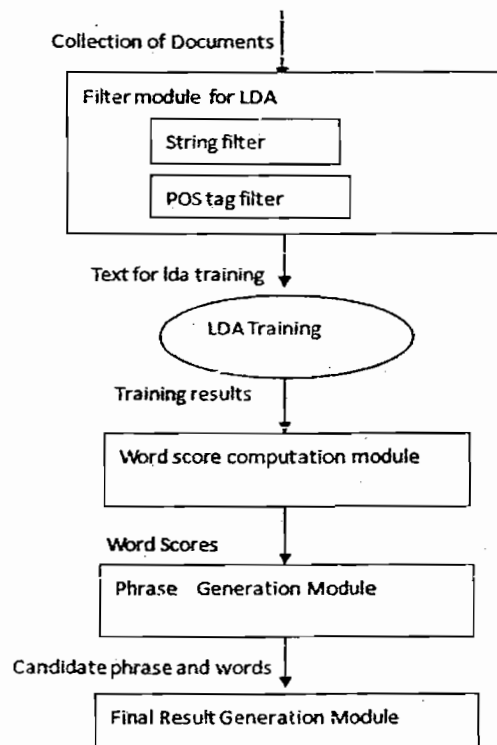 Collection of Documents
Filter module for LDA
String filter
POS tag filter
Text for lda training
LDA Training
Training results
Word score computation module
Word Scores
Phrase Generation Module
Candidate phrase and words
Final Result Generation Module